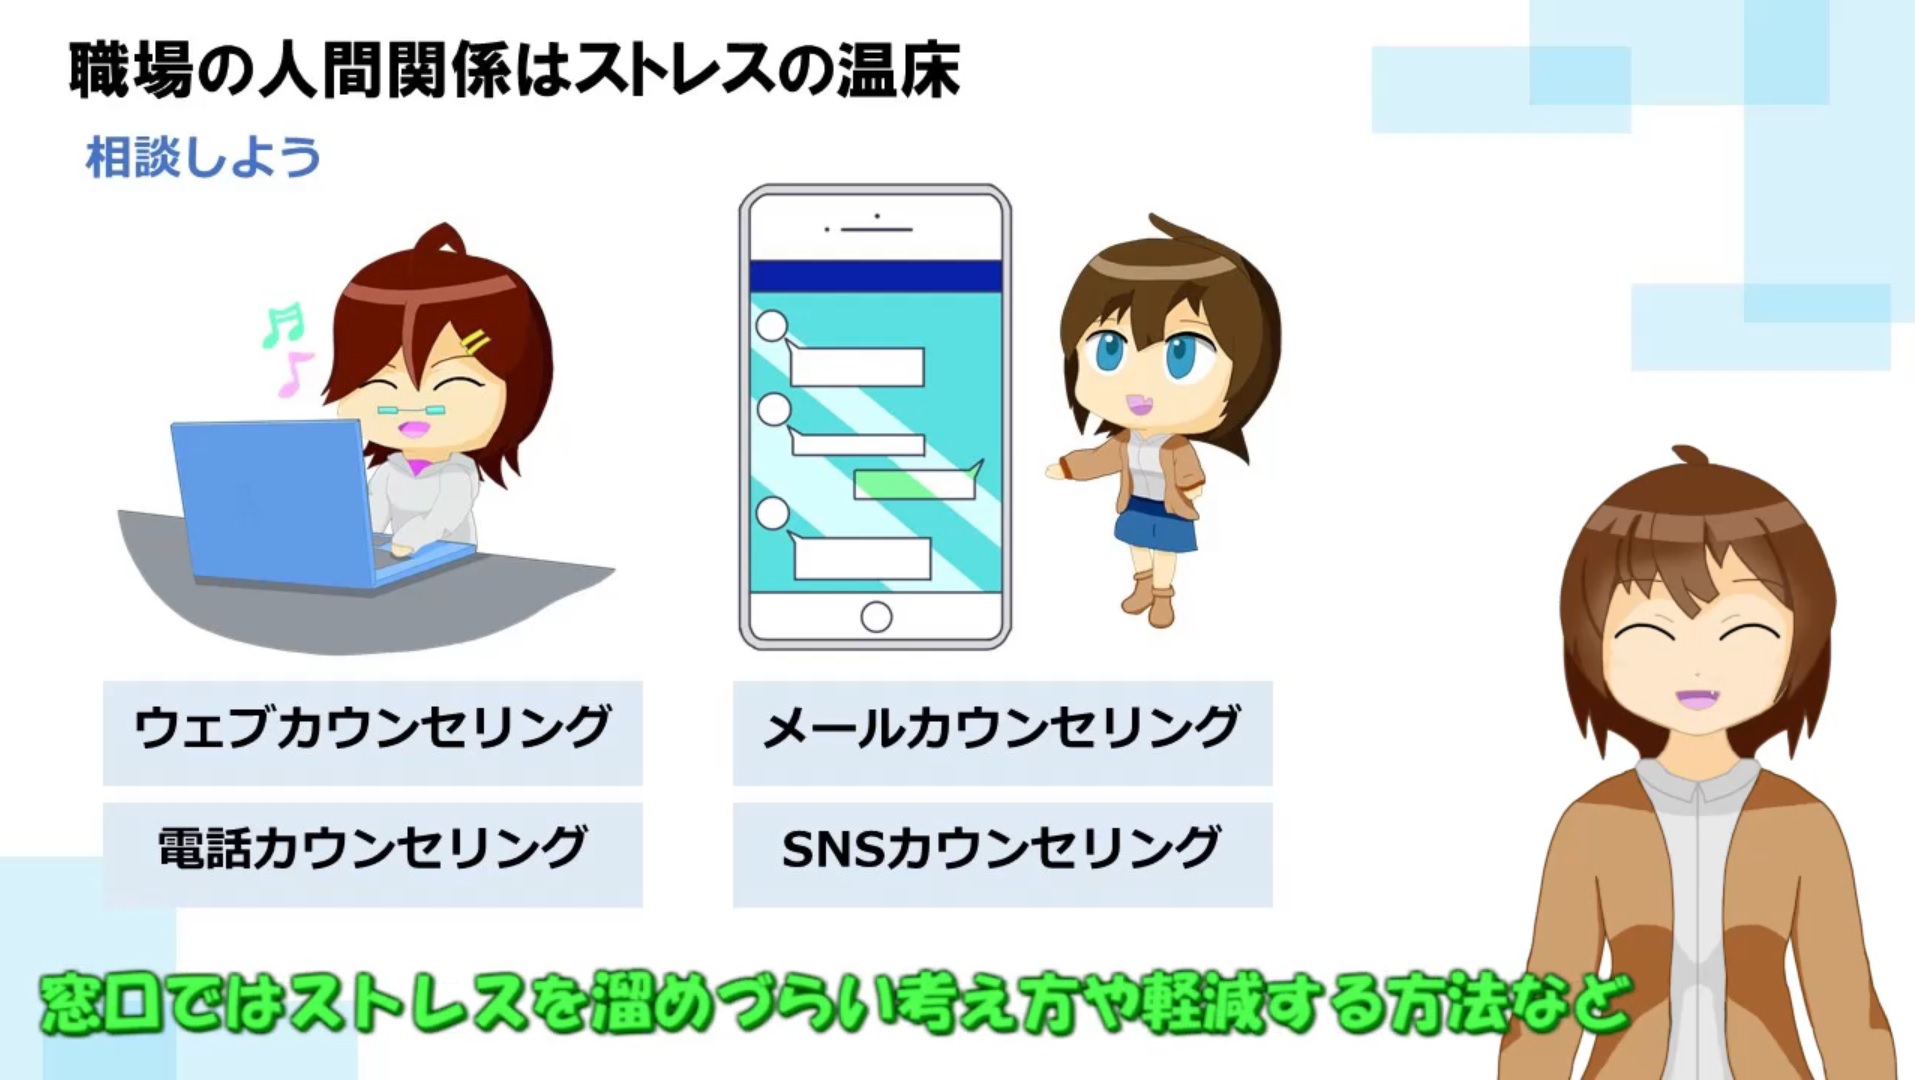 職場の人間関係はストレスの温床
相談しよう
ウェブカウンセリング
メールカウンセリング
電話カウンセリング
SNSカウンセリング
窓口ではストレスを溜めづらい考え方や軽減する方法など